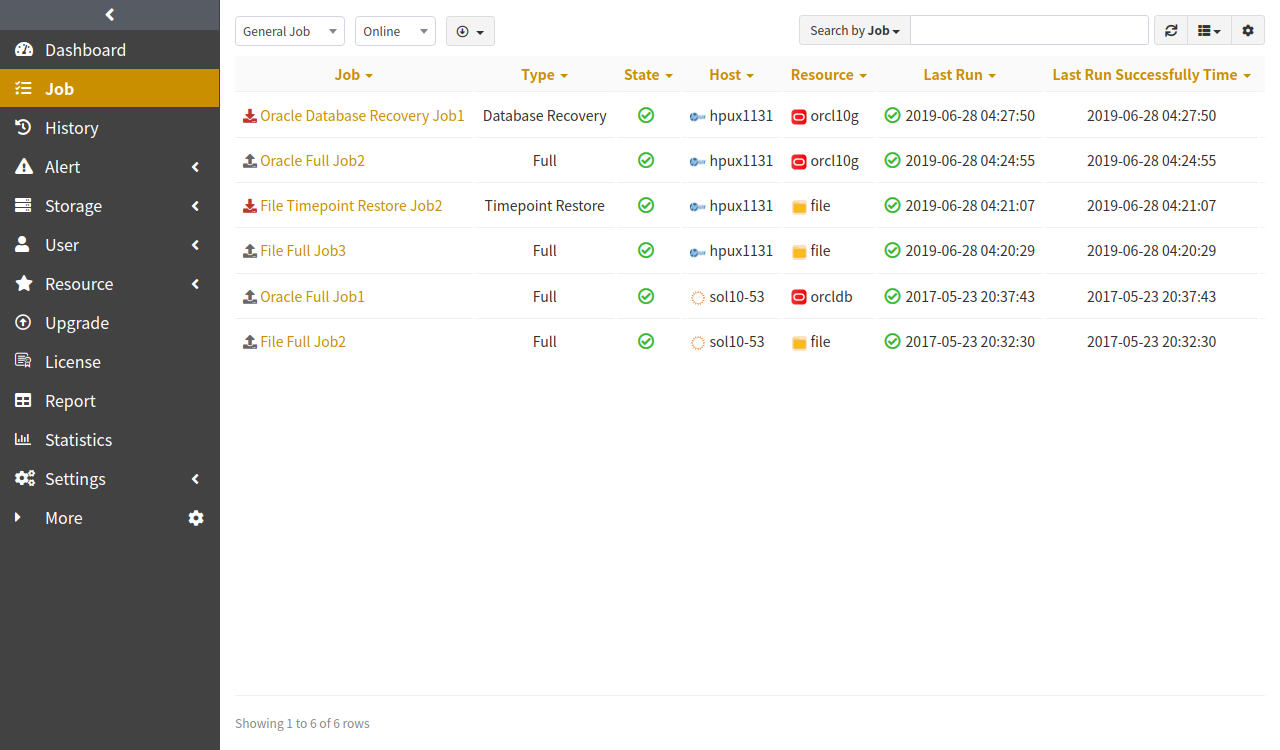 General Job Online Search by Job
Dashboard
Job
History
Alert
Storage
User
Resource
Upgrade
License
Report
Statistics
Settings
More
Job Type State Host Resource Last Run Last Run Successfully Time
Oracle Database Recovery Job1 Database Recovery hpux1131 orcl10g 2019-06-28 04:27:50 2019-06-28 04:27:50
Oracle Full Job2 Full hpux1131 orcl10g 2019-06-28 04:24:55 2019-06-28 04:24:55
File Timepoint Restore Job2 Timepoint Restore hpux1131 file 2019-06-28 04:21:07 2019-06-28 04:21:07
File Full Job3 Full hpux1131 file 2019-06-28 04:20:29 2019-06-28 04:20:29
Oracle Full Job1 Full sol10-53 orcldb 2017-05-23 20:37:43 2017-05-23 20:37:43
File Full Job2 Full sol10-53 file 2017-05-23 20:32:30 2017-05-23 20:32:30
Showing 1 to 6 of 6 rows